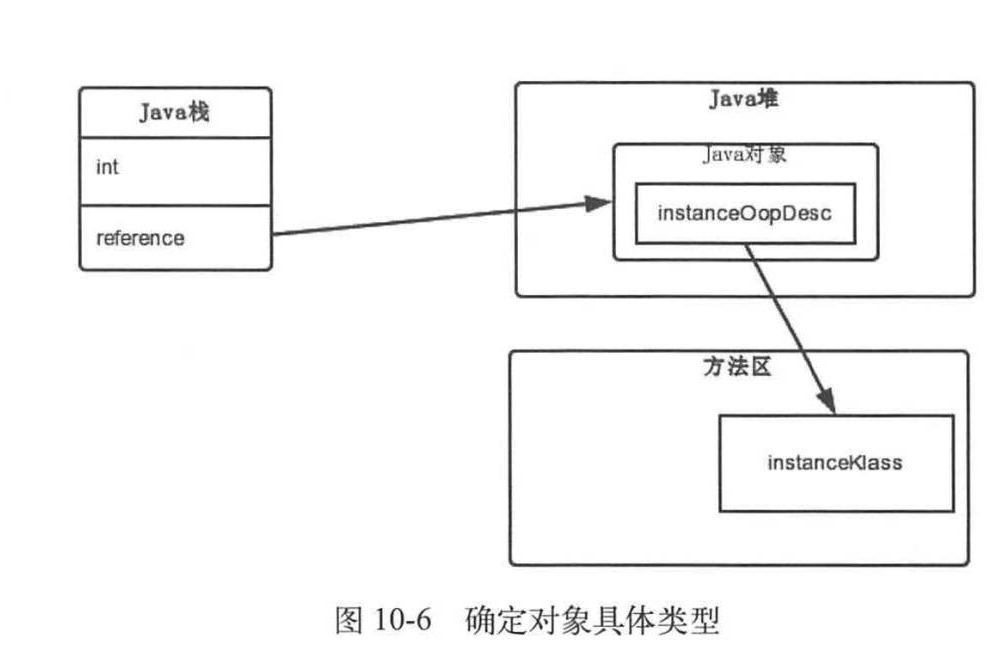 Java栈
int
reference
Java堆
Java对象
instanceOopDesc
方法区
instanceKlass
图 10-6 确定对象具体类型